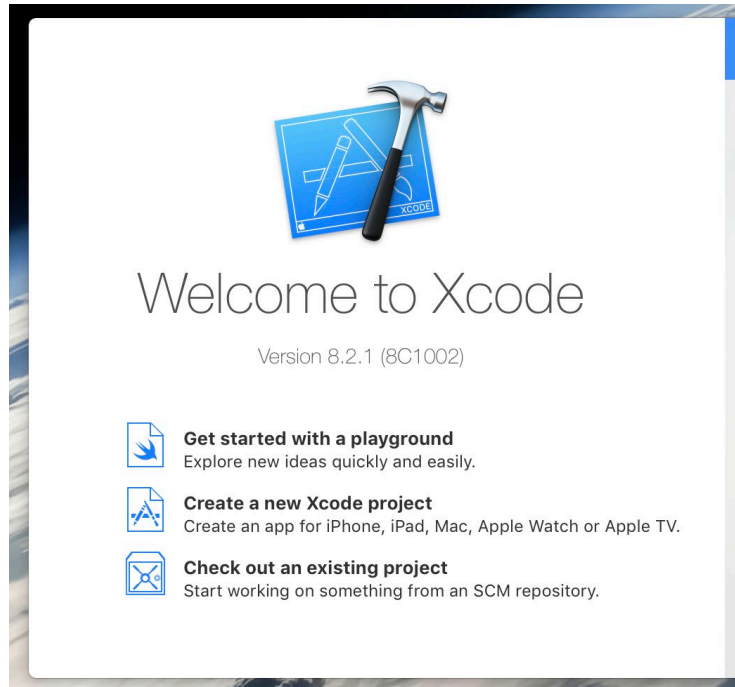 XCODE
Welcome to Xcode
Version 8.2.1 (8C1002)
Get started with a playground
Explore new ideas quickly and easily.
Create a new Xcode project
Create an app for iPhone, iPad, Mac, Apple Watch or Apple TV.
Check out an existing project
Start working on something from an SCM repository.